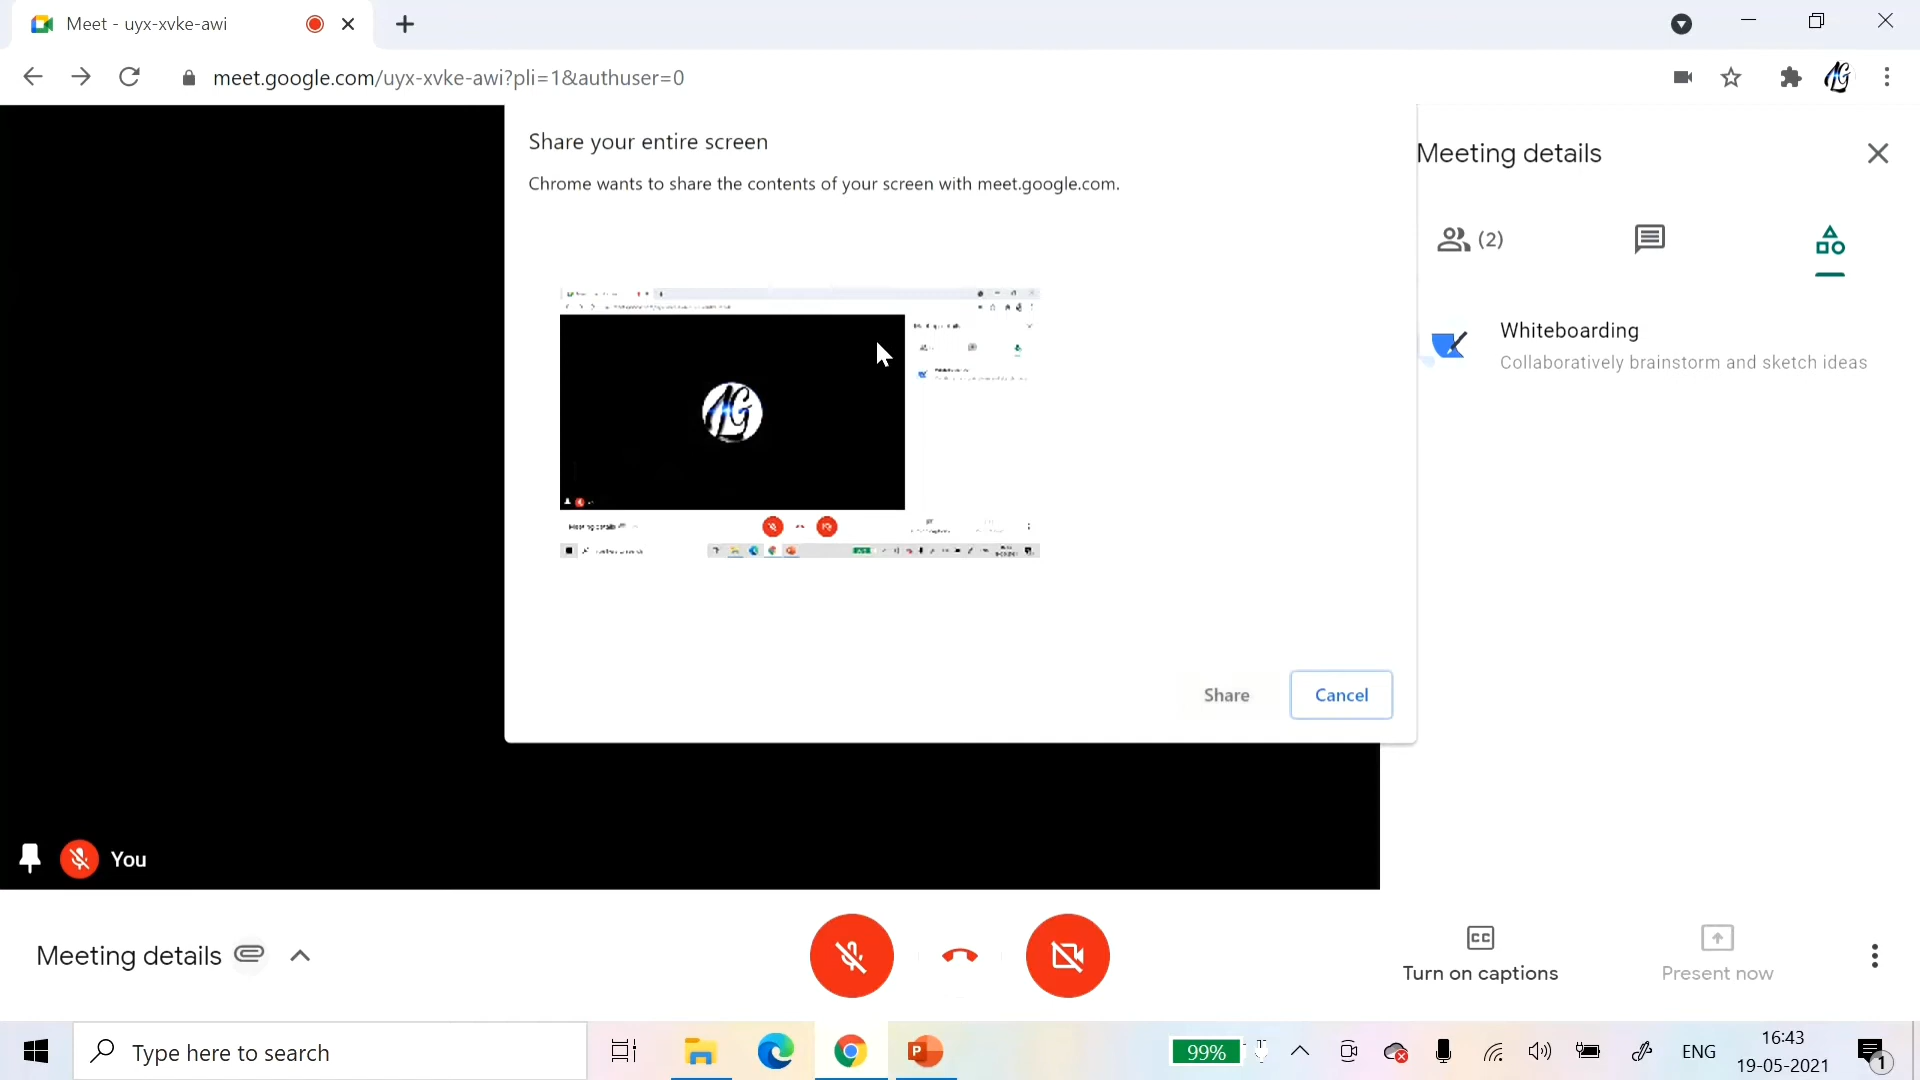 Meet - uyx-xvke-awi
meet.google.com/uyx-xvke-awi?pli=1&authuser=0
Share your entire screen
Chrome wants to share the contents of your screen with meet.google.com.
Meeting details
(2)
Whiteboarding
Collaboratively brainstorm and sketch ideas
Share
Cancel
You
Meeting details
CC
Turn on captions
Present now
Type here to search
P
99%
ENG
16:43
19-05-2021
1